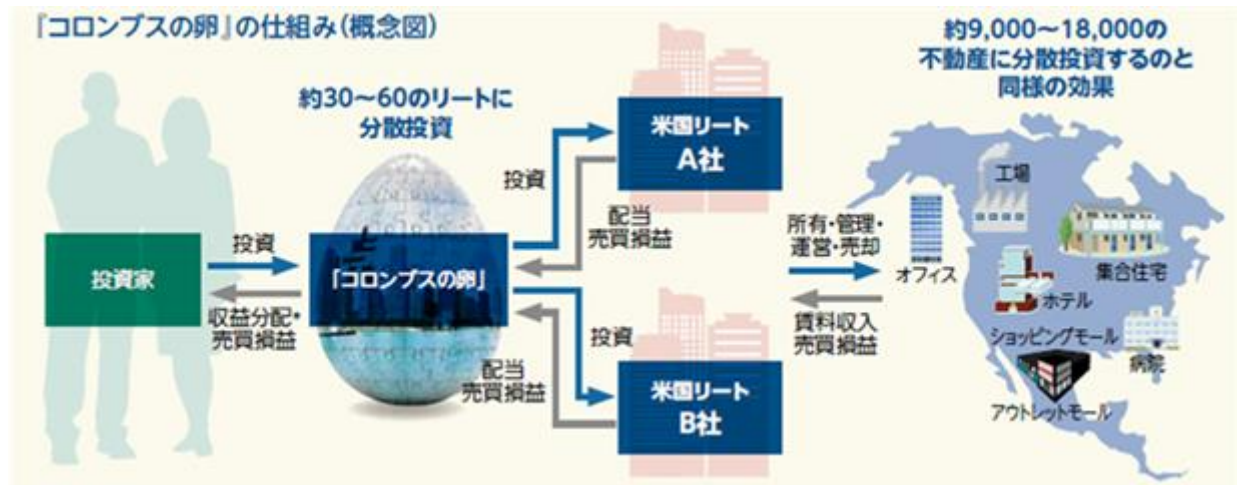 『コロンブスの卵』の仕組み(概念図)
約30～60のリートに
分散投資
約9,000～18,000の
不動産に分散投資するのと
同様の効果
投資家
投資
収益分配・
売買損益
「コロンブスの卵」
投資
配当
売買損益
投資
配当
売買損益
米国リート
A社
米国リート
B社
所有・管理・
運営・売却
賃料収入
売買損益
工場
オフィス
集合住宅
ホテル
ショッピングモール
病院
アウトレットモール